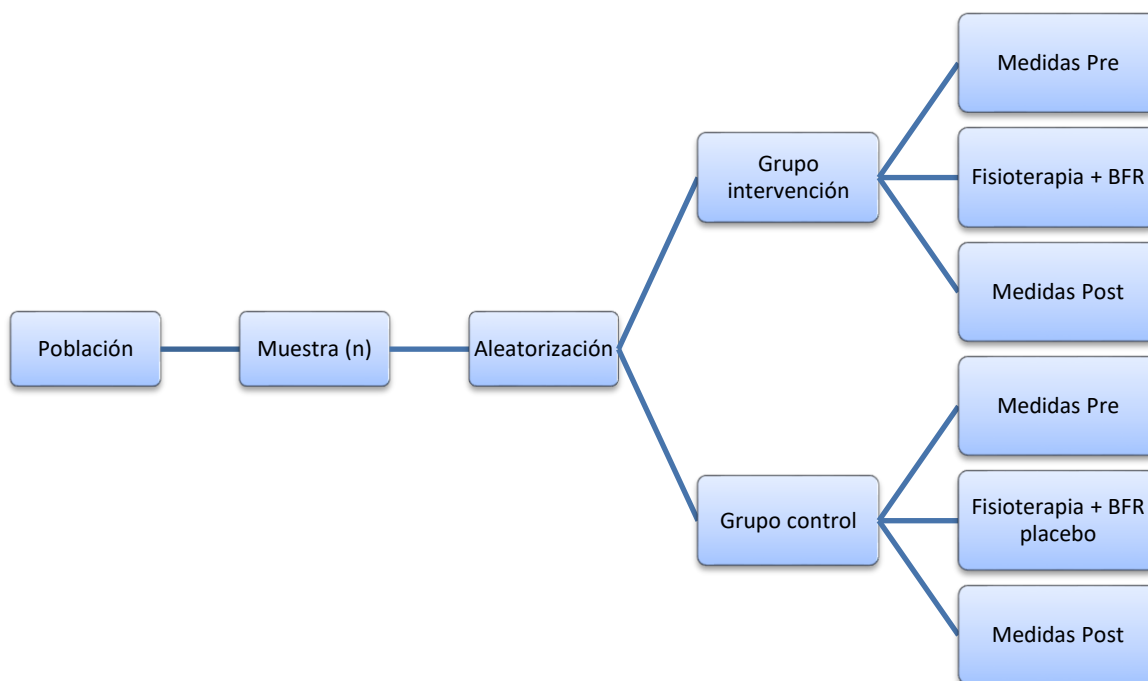 Población
Muestra (n)
Aleatorización
Grupo
intervención
Medidas Pre
Fisioterapia + BFR
Medidas Post
Grupo control
Medidas Pre
Fisioterapia + BFR
placebo
Medidas Post